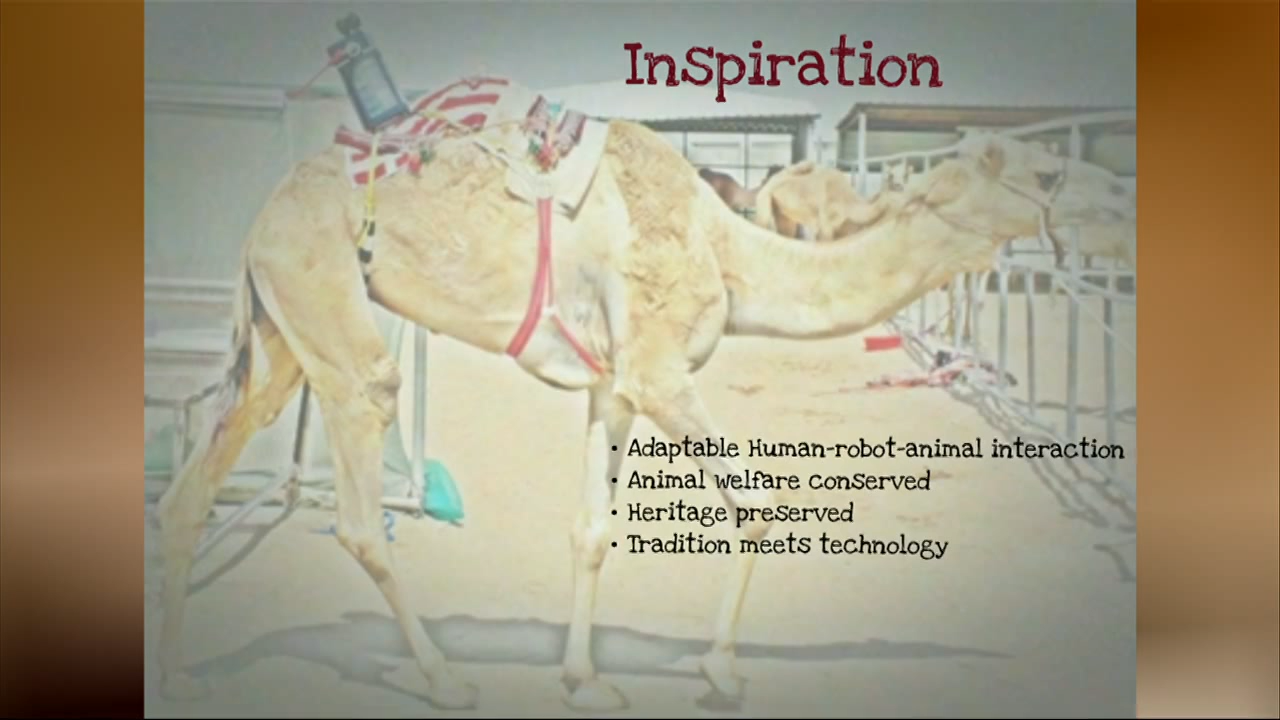 Inspiration
• Adaptable Human-robot-animal interaction
• Animal welfare conserved
• Heritage preserved
• Tradition meets technology